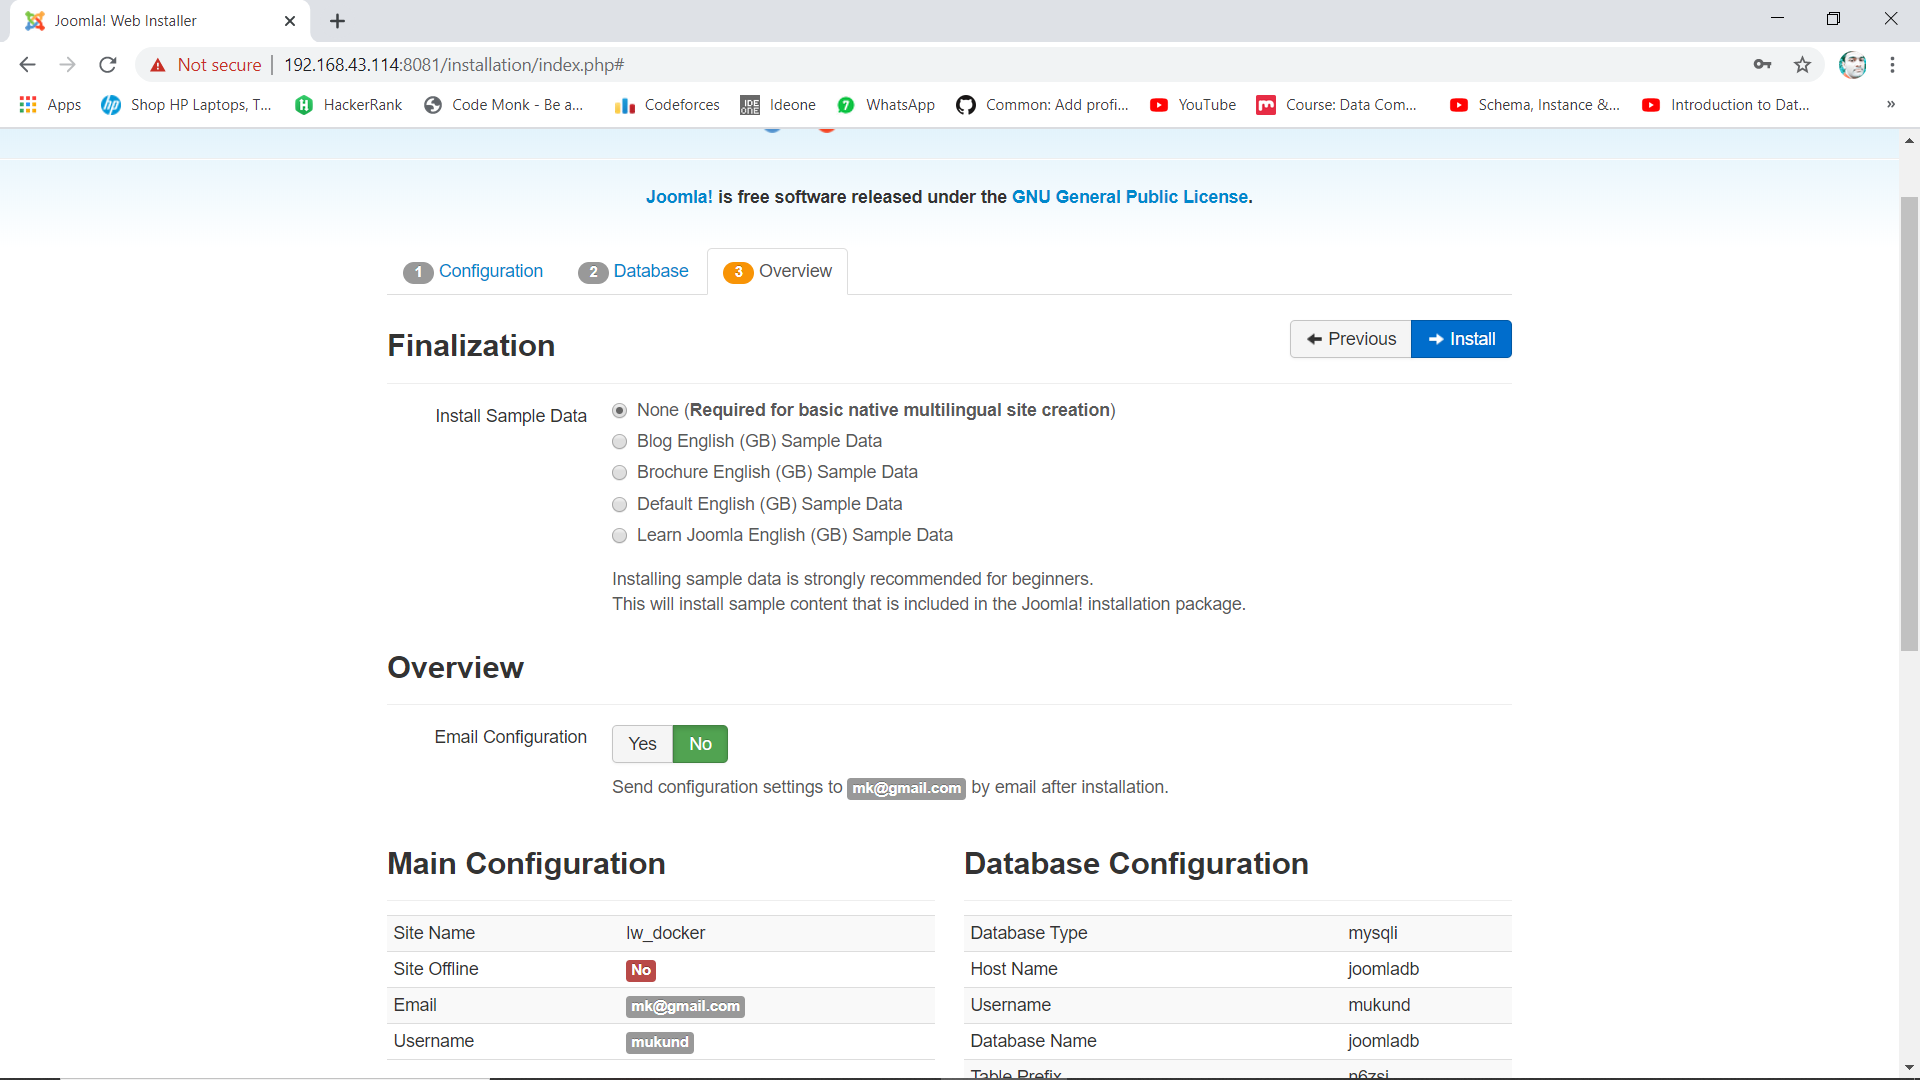 Joomla! Web Installer
Not secure 192.168.43.114:8081/installation/index.php#
Apps Shop HP Laptops, T... HackerRank Code Monk - Be a... Codeforces Ideone WhatsApp Common: Add profi... YouTube Course: Data Com... Schema, Instance &... Introduction to Dat... »
Joomla! is free software released under the GNU General Public License.
1 Configuration 2 Database 3 Overview
Finalization
Previous Install
Install Sample Data
None (Required for basic native multilingual site creation)
Blog English (GB) Sample Data
Brochure English (GB) Sample Data
Default English (GB) Sample Data
Learn Joomla English (GB) Sample Data
Installing sample data is strongly recommended for beginners.
This will install sample content that is included in the Joomla! installation package.
Overview
Email Configuration Yes No
Send configuration settings to mk@gmail.com by email after installation.
Main Configuration
Site Name lw_docker
Site Offline No
Email mk@gmail.com
Username mukund
Database Configuration
Database Type mysqli
Host Name joomladb
Username mukund
Database Name joomladb
Table Prefix